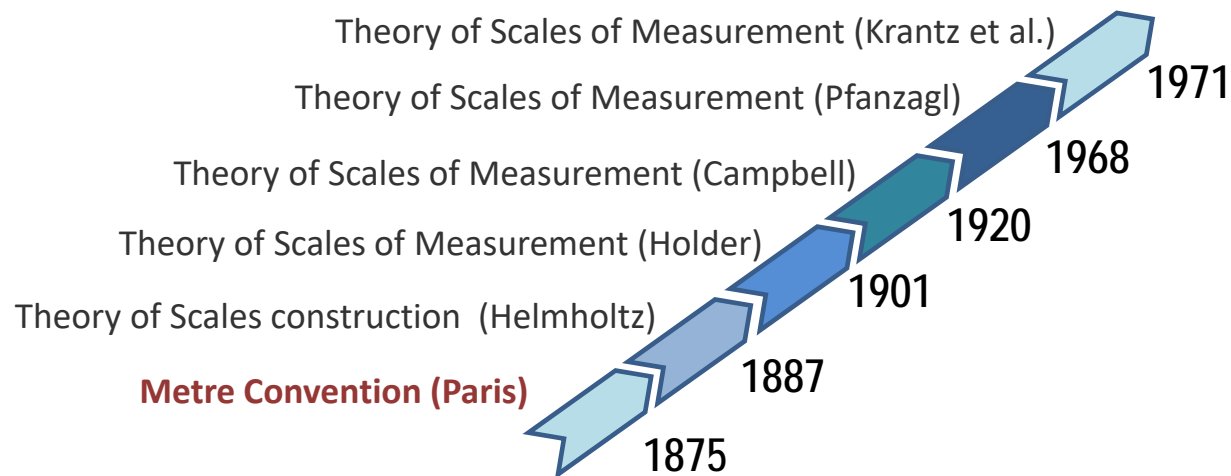 Theory of Scales of Measurement (Krantz et al.)
1971
Theory of Scales of Measurement (Pfanzagl)
1968
Theory of Scales of Measurement (Campbell)
1920
Theory of Scales of Measurement (Holder)
1901
Theory of Scales construction  (Helmholtz)
1887
Metre Convention (Paris)
1875